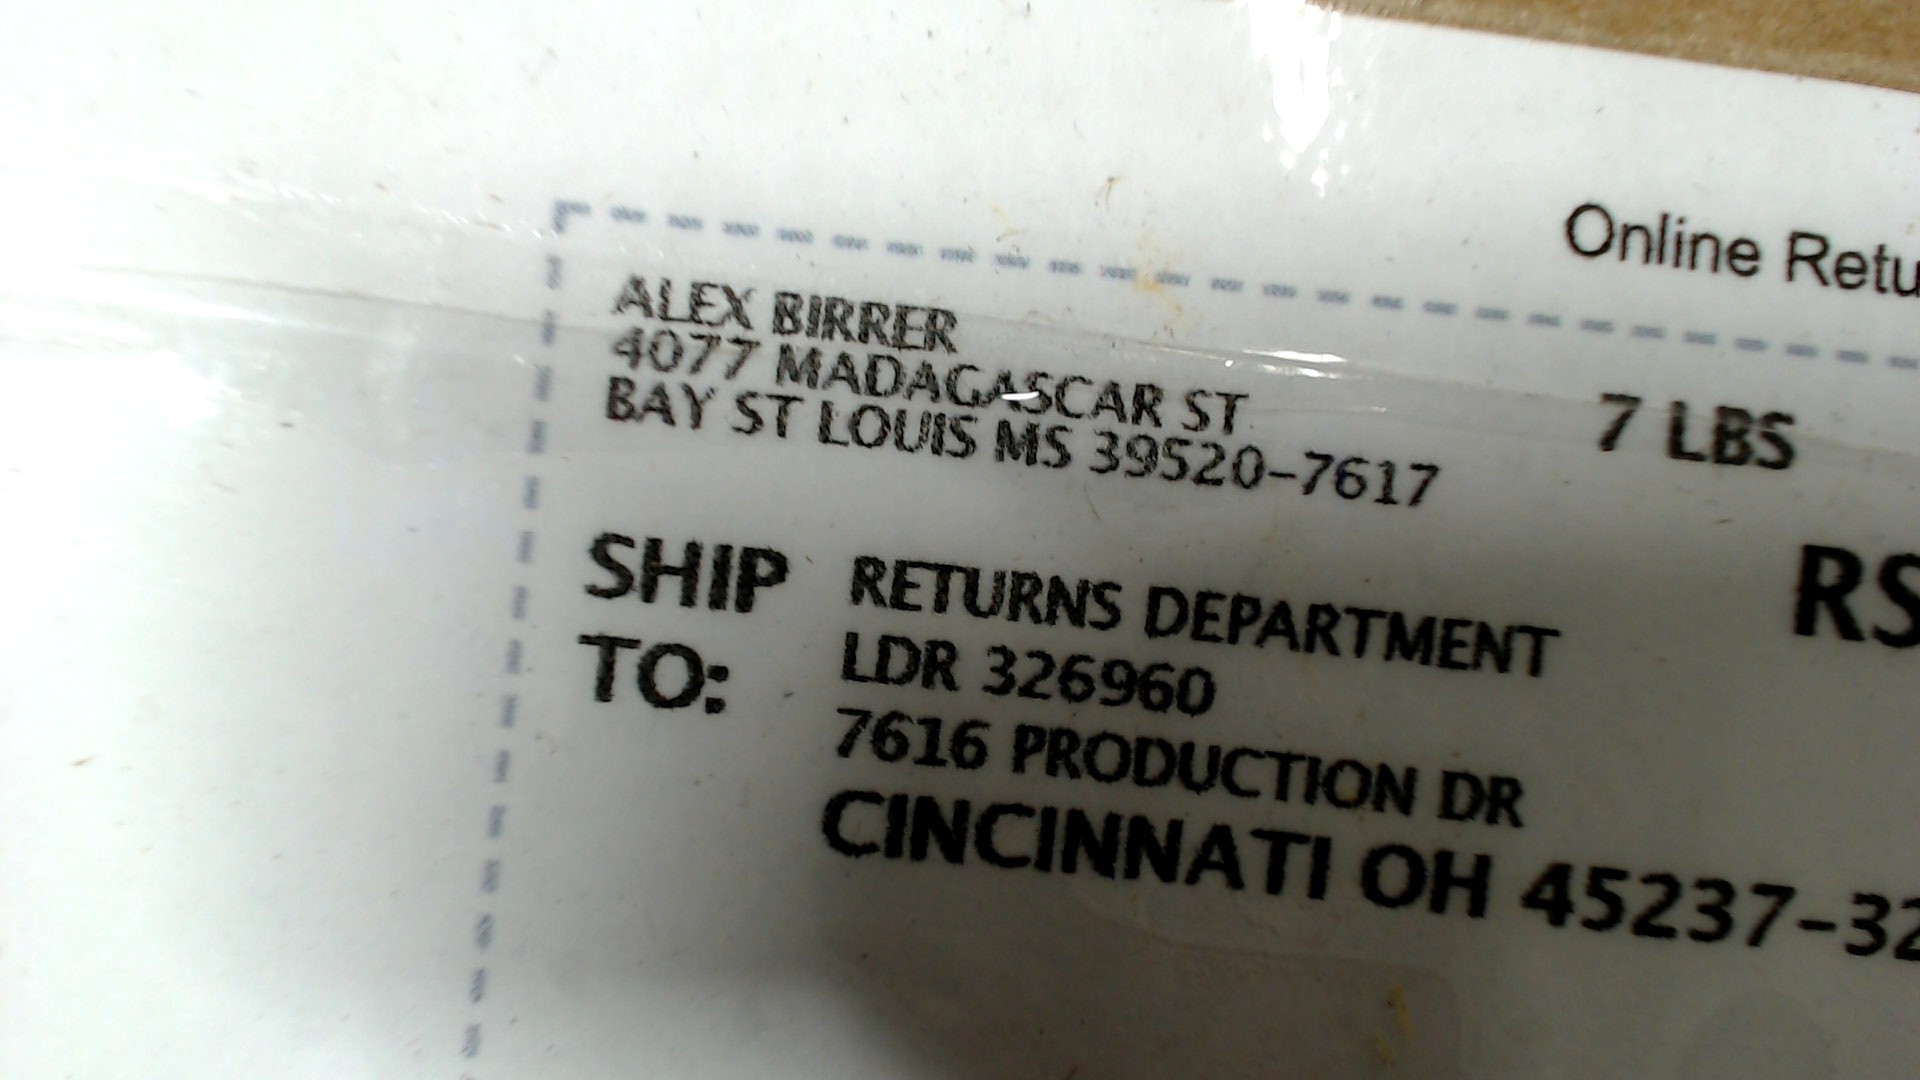 Online Retu
ALEX BIRRER
4077 MADAGASCAR ST
BAY ST LOUIS MS 39520-7617
7 LBS
RS
SHIP TO:
RETURNS DEPARTMENT
LDR 326960
7616 PRODUCTION DR
CINCINNATI OH 45237-32